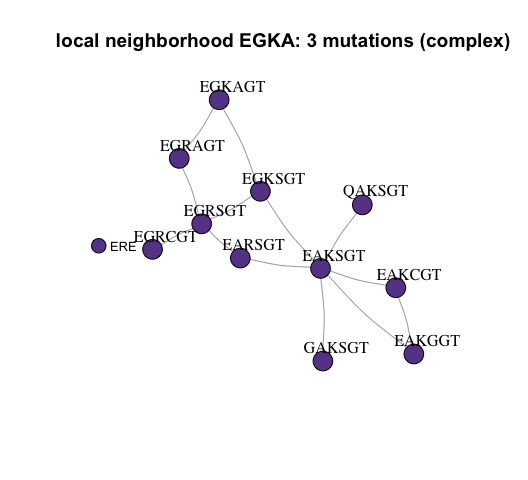 local neighborhood EGKA: 3 mutations (complex)
EGKAGT
EGRAGT
EGKSGT
QAKSGT
EGRSGT
EGRCGT
EARSGT
ERE
EAKSGT
EAKCGT
GAKSGT
EAKGGT